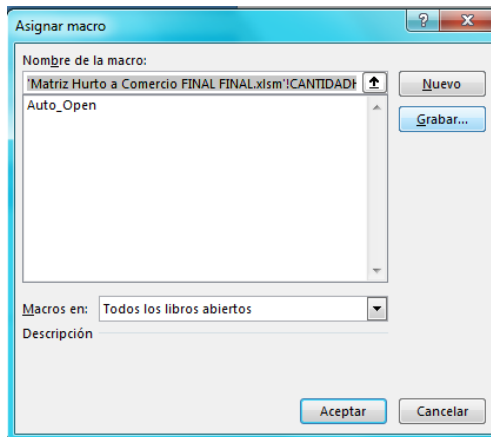 Asignar macro
?
Nombre de la macro:
'Matriz Hurto a Comercio FINAL FINAL.xlsm'!CANTIDADH
Nuevo
Auto_Open
Grabar...
Macros en: Todos los libros abiertos
Descripción
Aceptar
Cancelar